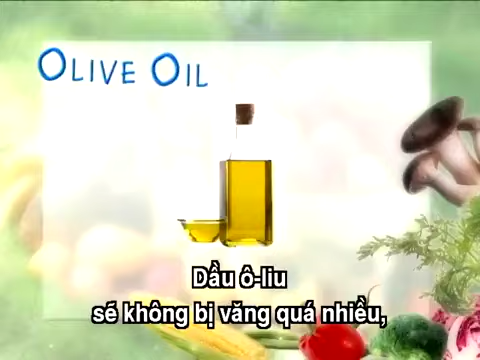 OLIVE OIL
Dầu ô-liu
sẽ không bị văng quá nhiều,